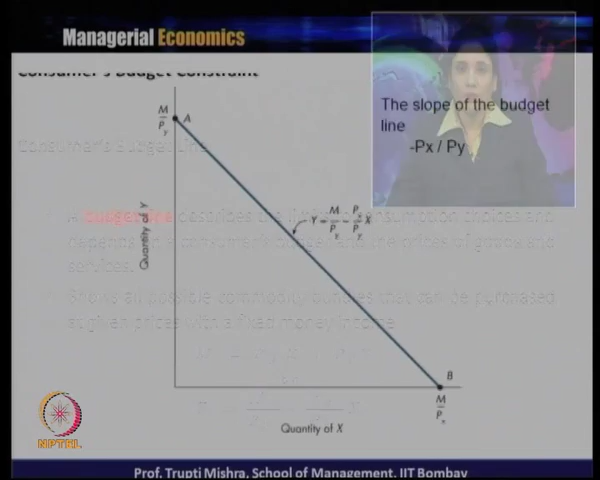 Managerial Economics
Consumer's Budget Constraint
The slope of the budget
line
-Px / Py
M
Py
A
Consumer's Budget Line
Y = M/Px - Px/Py X
Quantity of Y
A budget line describes the limits to consumption choices and
depends on a consumer's budget and the prices of goods and
services.
Shows all possible commodity bundles that can be purchased
at given prices with a fixed money income
B
M
Px
Quantity of X
NPTEL
Prof. Trupti Mishra, School of Management, IIT Bombay